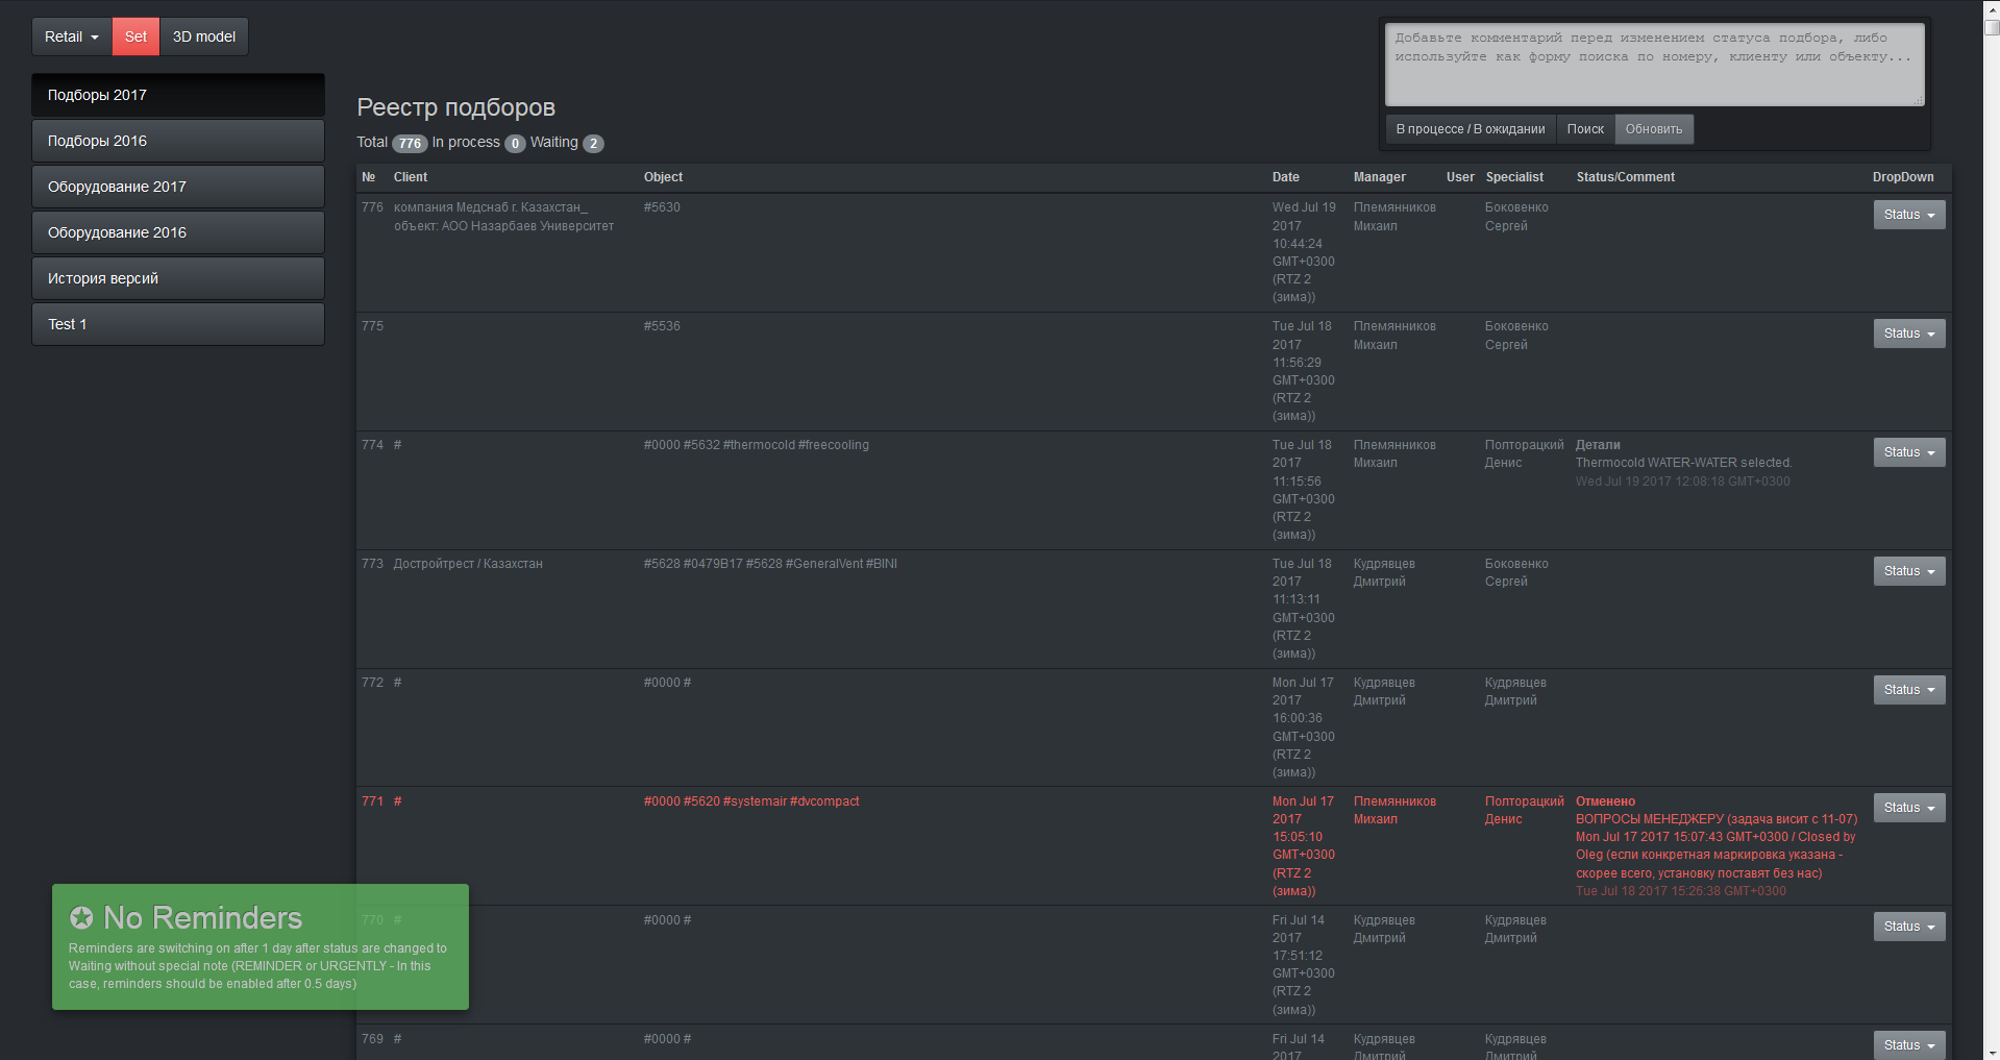 Retail Set 3D model
Добавьте комментарий перед изменением статуса подбора, либо
используйте как форму поиска по номеру, клиенту или объекту...
В процессе / В ожидании Поиск Обновить
Подборы 2017
Подборы 2016
Оборудование 2017
Оборудование 2016
История версий
Test 1
Реестр подборов
Total 776 In process 0 Waiting 2
№ Client Object Date Manager User Specialist Status/Comment DropDown
776 компания Медснаб г. Казахстан_ #5630 Wed Jul 19 Племянников Боковенко Status
объект: АОО Назарбаев Университет 2017 Михаил Сергей
10:44:24
GMT+0300
(RTZ 2
(зима))
775 #5536 Tue Jul 18 Племянников Боковенко Status
2017 Михаил Сергей
11:56:29
GMT+0300
(RTZ 2
(зима))
774 # #0000 #5632 #thermocold #freecooling Tue Jul 18 Племянников Полторацкий Детали Status
2017 Михаил Денис Thermocold WATER-WATER selected.
11:15:56 Wed Jul 19 2017 12:08:18 GMT+0300
GMT+0300
(RTZ 2
(зима))
773 Достройтрест / Казахстан #5628 #0479B17 #5628 #GeneralVent #BINI Tue Jul 18 Кудрявцев Боковенко Status
2017 Дмитрий Сергей
11:13:11
GMT+0300
(RTZ 2
(зима))
772 # #0000 # Mon Jul 17 Кудрявцев Кудрявцев Status
2017 Дмитрий Дмитрий
16:00:36
GMT+0300
(RTZ 2
(зима))
771 # #0000 #5620 #systemair #dvcompact Mon Jul 17 Племянников Полторацкий Отменено Status
2017 Михаил Денис ВОПРОСЫ МЕНЕДЖЕРУ (задача висит с 11-07)
15:05:10 Mon Jul 17 2017 15:07:43 GMT+0300 / Closed by
GMT+0300 Oleg (если конкретная маркировка указана -
(RTZ 2 скорее всего, установку поставят без нас)
(зима)) Tue Jul 18 2017 15:26:38 GMT+0300
770 # #0000 # Fri Jul 14 Кудрявцев Кудрявцев Status
2017 Дмитрий Дмитрий
17:51:12
GMT+0300
(RTZ 2
(зима))
769 # #0000 # Fri Jul 14 Кудрявцев Кудрявцев Status
2017 Дмитрий Дмитрий
No Reminders
Reminders are switching on after 1 day after status are changed to
Waiting without special note (REMINDER or URGENTLY - In this
case, reminders should be enabled after 0.5 days)